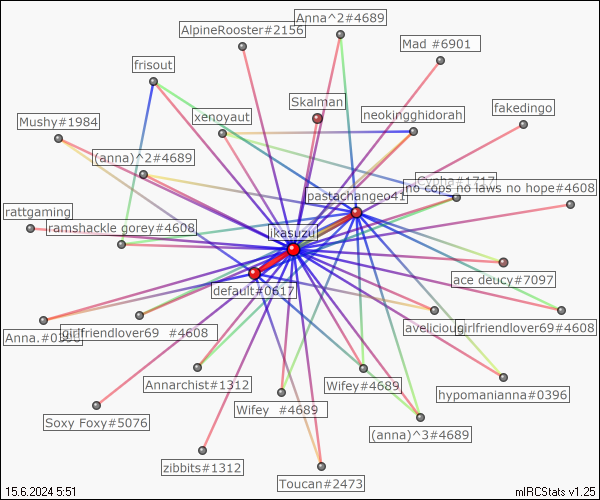 Anna^2#4689
AlpineRooster#2156
Mad #6901
frisout
Skalman
fakedingo
xenoyaut
neokingghidorah
Mushy#1984
(anna)^2#4689
Cypha#1717
no cops no laws no hope#4608
pastachangeo41
rattgaming
ramshackle gorey#4608
ikasuzu
ace deucy#7097
default#0617
Anna.#0396
girlfriendlover69 #4608
avelicious
girlfriendlover69#4608
Annarchist#1312
Wifey#4689
hypomanianna#0396
Soxy Foxy#5076
Wifey #4689
(anna)^3#4689
zibbits#1312
Toucan#2473
15.6.2024 5:51
mIRCStats v1.25